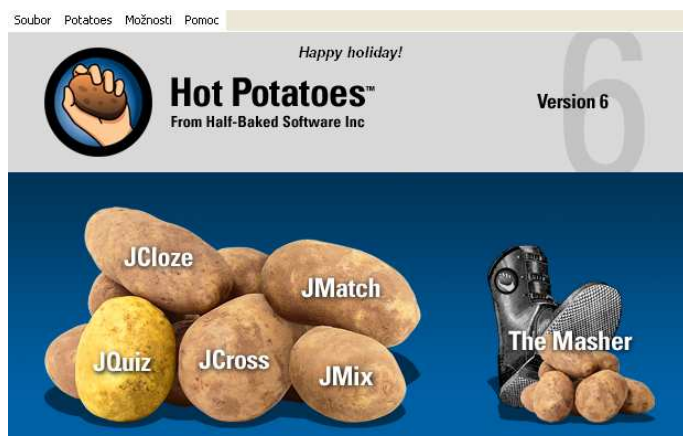 Soubor Potatoes Možnosti Pomoc
Happy holiday!
Hot Potatoes™
From Half-Baked Software Inc
6
Version 6
JCloze
JMatch
The Masher
JQuiz
JCross
JMix